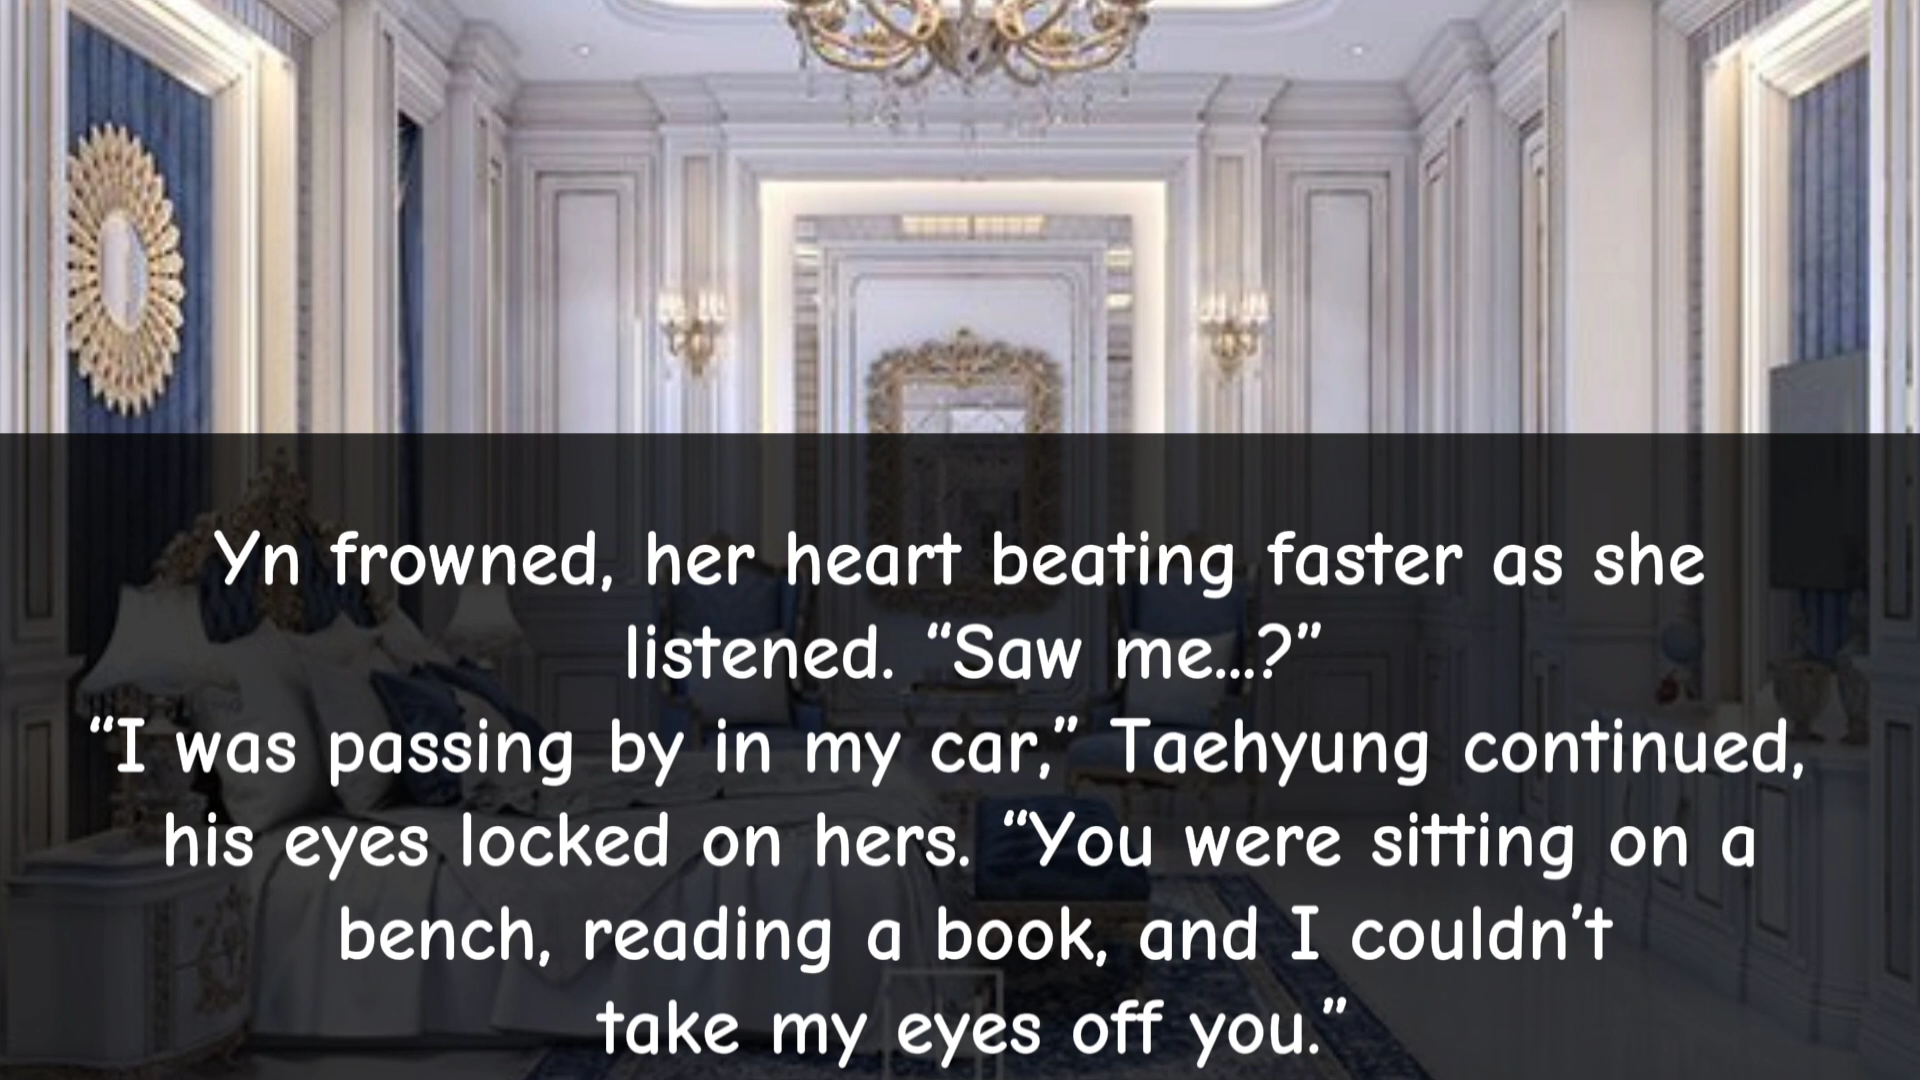 Yn frowned, her heart beating faster as she
listened. “Saw me...?”
“I was passing by in my car,” Taehyung continued,
his eyes locked on hers. “You were sitting on a
bench, reading a book, and I couldn’t
take my eyes off you.”